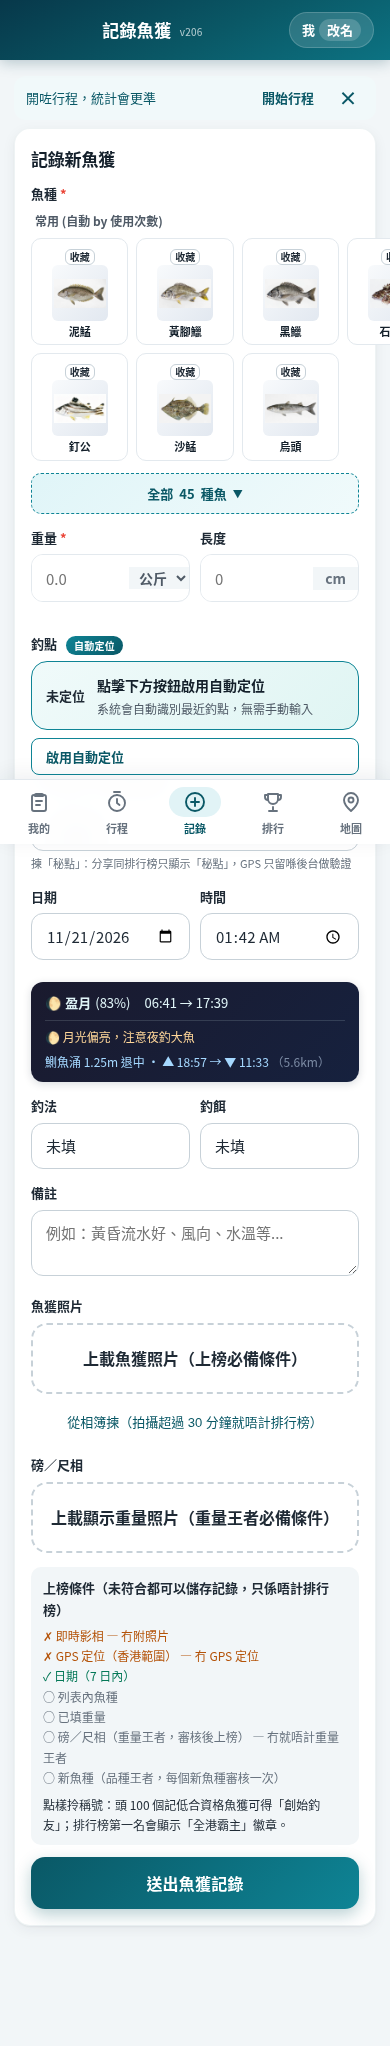 記錄魚獲 v206
我 改名
開咗行程，統計會更準 開始行程 ✕
記錄新魚獲
魚種 *
常用 (自動 by 使用次數)
收藏 收藏 收藏
泥鯭 黃腳鱲 黑鱲 石
收藏 收藏 收藏
釘公 沙鯭 烏頭
全部 45 種魚 ▼
重量 * 長度
0.0 公斤 0 cm
釣點 自動定位
未定位 點擊下方按鈕啟用自動定位
系統會自動識別最近釣點，無需手動輸入
啟用自動定位
我的 行程 記錄 排行 地圖
揀「秘點」：分享同排行榜只顯示「秘點」，GPS 只留喺後台做驗證
日期 時間
11/21/2026 01:42 AM
🌔 盈月 (83%) 06:41 → 17:39
🌔 月光偏亮，注意夜釣大魚
鰂魚涌 1.25m 退中 · ▲ 18:57 → ▼ 11:33 （5.6km）
釣法 釣餌
未填 未填
備註
例如：黃昏流水好、風向、水溫等...
魚獲照片
上載魚獲照片（上榜必備條件）
從相簿揀（拍攝超過 30 分鐘就唔計排行榜）
磅／尺相
上載顯示重量照片（重量王者必備條件）
上榜條件（未符合都可以儲存記錄，只係唔計排行
榜）
✗ 即時影相 — 冇附照片
✗ GPS 定位（香港範圍） — 冇 GPS 定位
✓ 日期（7 日內）
○ 列表內魚種
○ 已填重量
○ 磅／尺相（重量王者，審核後上榜） — 冇就唔計重量
王者
○ 新魚種（品種王者，每個新魚種審核一次）
點樣拎稱號：頭 100 個記低合資格魚獲可得「創始釣
友」；排行榜第一名會顯示「全港霸主」徽章。
送出魚獲記錄